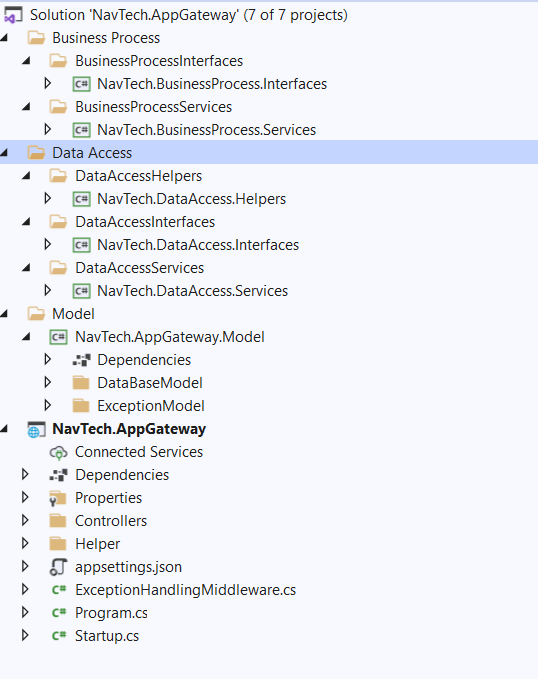 Solution 'NavTech.AppGateway' (7 of 7 projects)
Business Process
BusinessProcessInterfaces
C# NavTech.BusinessProcess.Interfaces
BusinessProcessServices
C# NavTech.BusinessProcess.Services
Data Access
DataAccessHelpers
C# NavTech.DataAccess.Helpers
DataAccessInterfaces
C# NavTech.DataAccess.Interfaces
DataAccessServices
C# NavTech.DataAccess.Services
Model
C# NavTech.AppGateway.Model
Dependencies
DataBaseModel
ExceptionModel
NavTech.AppGateway
Connected Services
Dependencies
Properties
Controllers
Helper
appsettings.json
C# ExceptionHandlingMiddleware.cs
C# Program.cs
C# Startup.cs